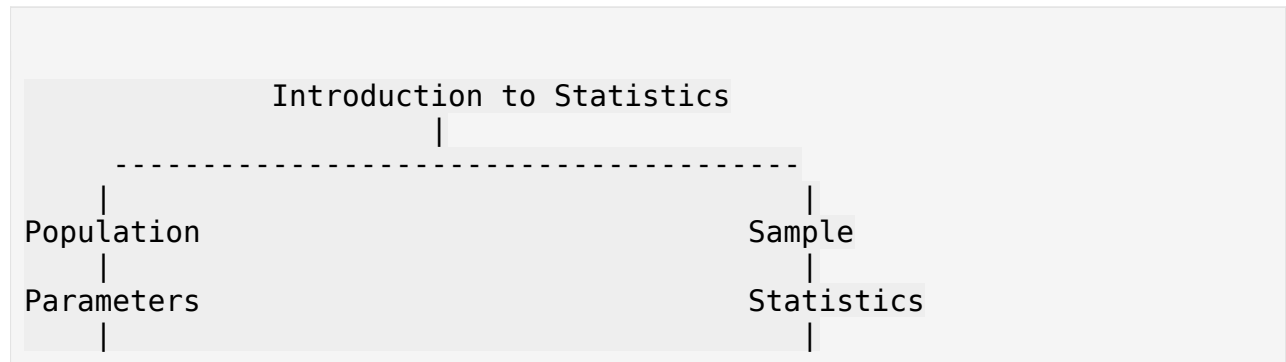 Introduction to Statistics
|
---------------------------------------
| |
Population Sample
| |
Parameters Statistics
| |